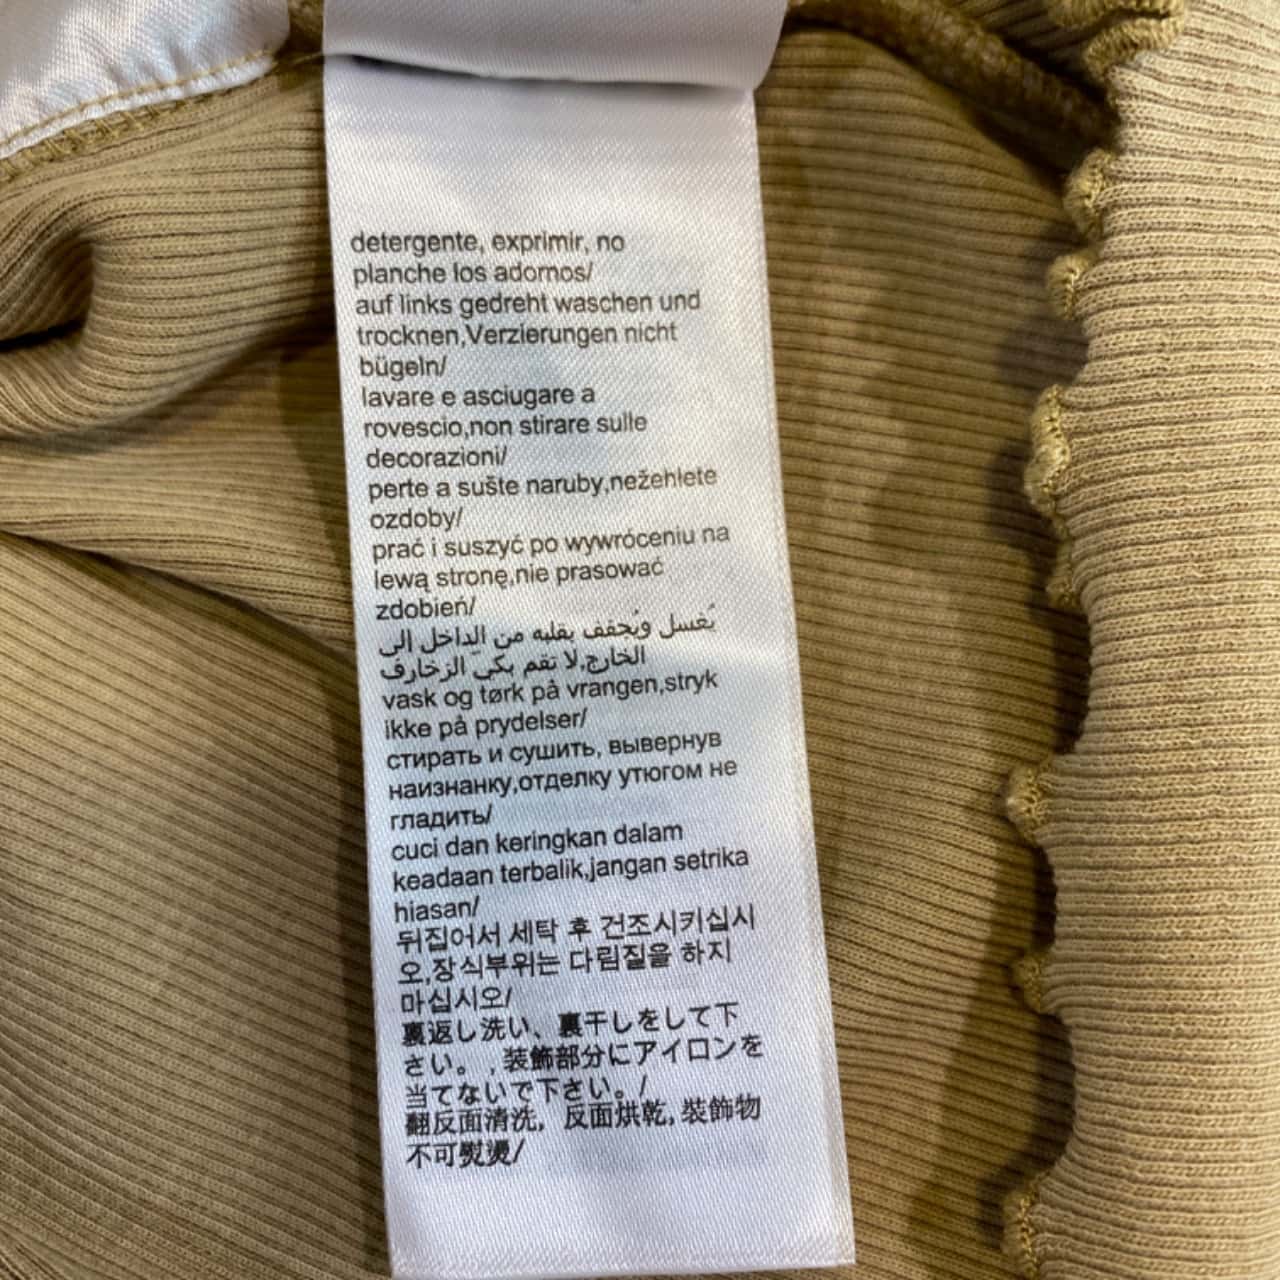 detergente, exprimir, no
planche los adornos/
auf links gedreht waschen und
trocknen,Verzierungen nicht
bügeln/
lavare e asciugare a
rovescio,non stirare sulle
decorazioni/
perte a sušte naruby,nežehlete
ozdoby/
prać i suszyć po wywróceniu na
lewą stronę,nie prasować
zdobień/
يُغسل ويُجفف بقلبه من الداخل إلى
الخارج,لا تقم بكيّ الزخارف
vask og tørk på vrangen,stryk
ikke på prydelser/
стирать и сушить, вывернув
наизнанку,отделку утюгом не
гладить/
cuci dan keringkan dalam
keadaan terbalik,jangan setrika
hiasan/
뒤집어서 세탁 후 건조시키십시
오,장식부위는 다림질을 하지
마십시오/
裏返し洗い、裏干しをして下
さい。,装飾部分にアイロンを
当てないで下さい。/
翻反面清洗，反面烘乾,裝飾物
不可熨燙/